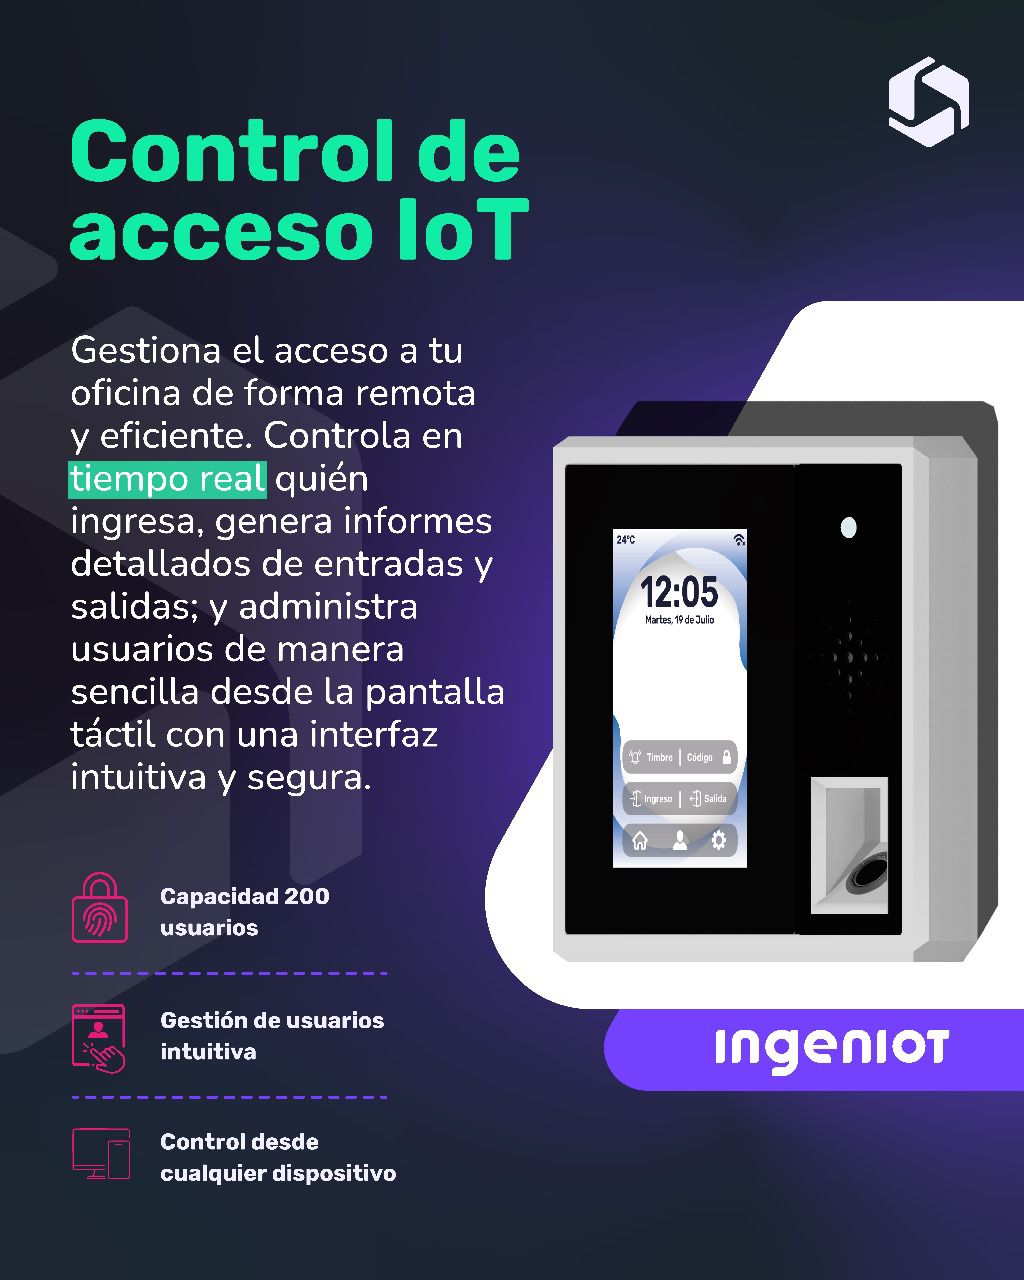 Control de
acceso IoT
Gestiona el acceso a tu
oficina de forma remota
y eficiente. Controla en
tiempo real quién
ingresa, genera informes
detallados de entradas y
salidas; y administra
usuarios de manera
sencilla desde la pantalla
táctil con una interfaz
intuitiva y segura.
24°C
12:05
Martes, 19 de Julio
Timbre | Código
Ingreso | Salida
Capacidad 200
usuarios
Gestión de usuarios
intuitiva
Control desde
cualquier dispositivo
IngenIoT